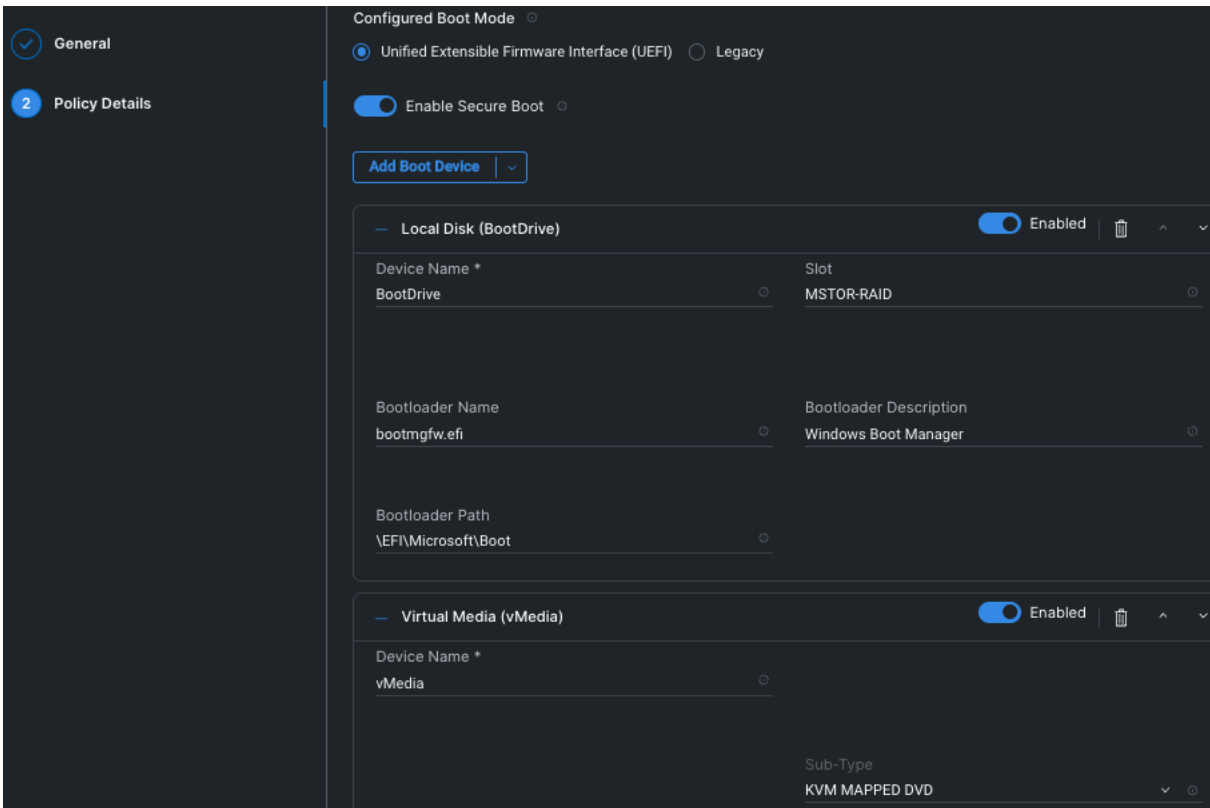 General
2 Policy Details
Configured Boot Mode
Unified Extensible Firmware Interface (UEFI) Legacy
Enable Secure Boot
Add Boot Device
Local Disk (BootDrive) Enabled
Device Name * Slot
BootDrive MSTOR-RAID
Bootloader Name Bootloader Description
bootmgfw.efi Windows Boot Manager
Bootloader Path
\EFI\Microsoft\Boot
Virtual Media (vMedia) Enabled
Device Name *
vMedia
Sub-Type
KVM MAPPED DVD